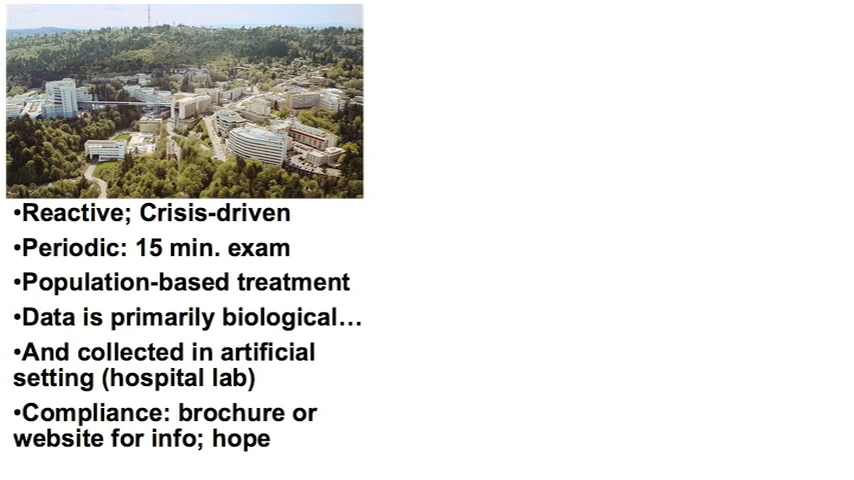 •Reactive; Crisis-driven
•Periodic: 15 min. exam
•Population-based treatment
•Data is primarily biological…
•And collected in artificial
setting (hospital lab)
•Compliance: brochure or
website for info; hope